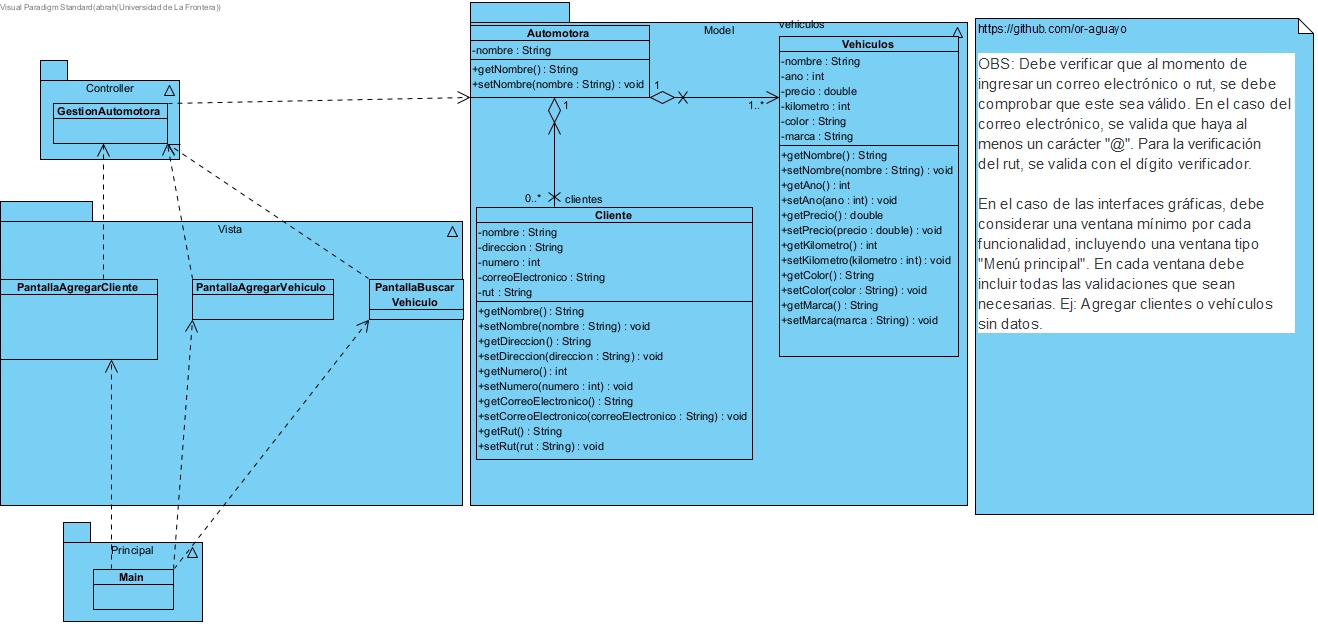 Visual Paradigm Standard(abrah(Universidad de La Frontera))
Controller
GestionAutomotora
Vista
PantallaAgregarCliente
PantallaAgregarVehiculo
PantallaBuscar
Vehiculo
Principal
Main
Model
Automotora
-nombre : String
+getNombre() : String
+setNombre(nombre : String) : void
1
1
1..*
vehiculos
0..*
clientes
Cliente
-nombre : String
-direccion : String
-numero : int
-correoElectronico : String
-rut : String
+getNombre() : String
+setNombre(nombre : String) : void
+getDireccion() : String
+setDireccion(direccion : String) : void
+getNumero() : int
+setNumero(numero : int) : void
+getCorreoElectronico() : String
+setCorreoElectronico(correoElectronico : String) : void
+getRut() : String
+setRut(rut : String) : void
Vehiculos
-nombre : String
-ano : int
-precio : double
-kilometro : int
-color : String
-marca : String
+getNombre() : String
+setNombre(nombre : String) : void
+getAno() : int
+setAno(ano : int) : void
+getPrecio() : double
+setPrecio(precio : double) : void
+getKilometro() : int
+setKilometro(kilometro : int) : void
+getColor() : String
+setColor(color : String) : void
+getMarca() : String
+setMarca(marca : String) : void
https://github.com/or-aguayo
OBS: Debe verificar que al momento de
ingresar un correo electrónico o rut, se debe
comprobar que este sea válido. En el caso del
correo electrónico, se valida que haya al
menos un carácter "@". Para la verificación
del rut, se valida con el dígito verificador.
En el caso de las interfaces gráficas, debe
considerar una ventana mínimo por cada
funcionalidad, incluyendo una ventana tipo
"Menú principal". En cada ventana debe
incluir todas las validaciones que sean
necesarias. Ej: Agregar clientes o vehículos
sin datos.